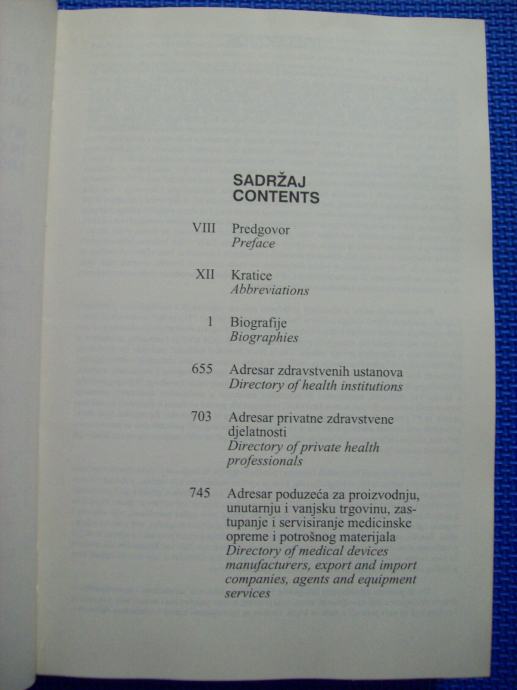 SADRŽAJ
CONTENTS
VIII Predgovor
Preface
XII Kratice
Abbreviations
1 Biografije
Biographies
655 Adresar zdravstvenih ustanova
Directory of health institutions
703 Adresar privatne zdravstvene
djelatnosti
Directory of private health
professionals
745 Adresar poduzeća za proizvodnju,
unutarnju i vanjsku trgovinu, zas-
tupanje i servisiranje medicinske
opreme i potrošnog materijala
Directory of medical devices
manufacturers, export and import
companies, agents and equipment
services